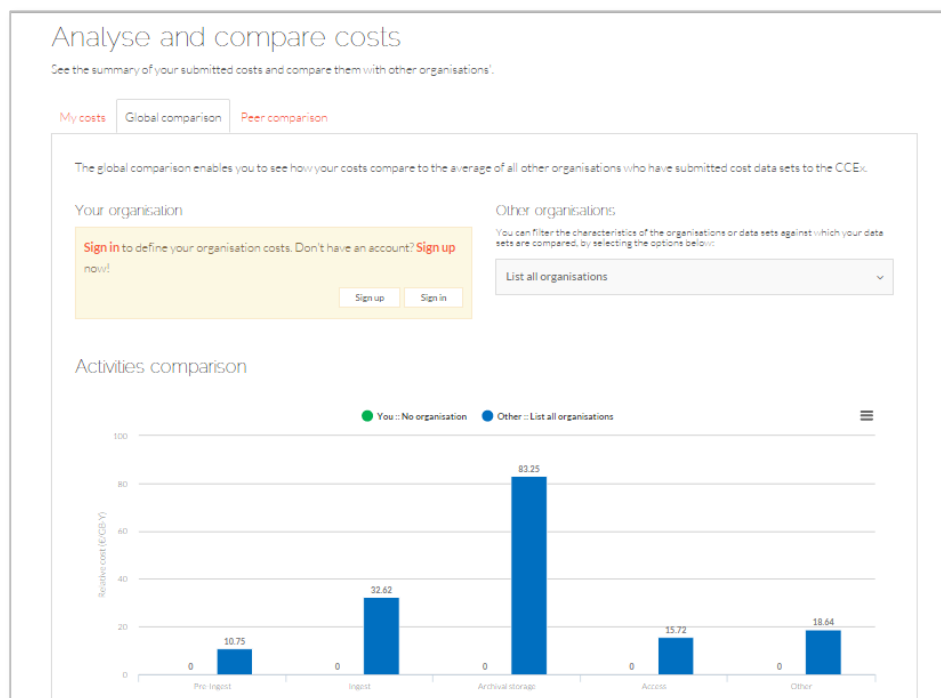 Analyse and compare costs
See the summary of your submitted costs and compare them with other organisations'.
My costs
Global comparison
Peer comparison
The global comparison enables you to see how your costs compare to the average of all other organisations who have submitted cost data sets to the CCEx.
Your organisation
Sign in to define your organisation costs. Don't have an account? Sign up
now!
Sign up
Sign in
Other organisations
You can filter the characteristics of the organisations or data sets against which your data
sets are compared, by selecting the options below:
List all organisations
Activities comparison
You :: No organisation
Other :: List all organisations
Relative cost (€/GB·Y)
100
80
60
40
20
0
0
10.75
0
32.62
0
83.25
0
15.72
0
18.64
Pre-Ingest
Ingest
Archival storage
Access
Other